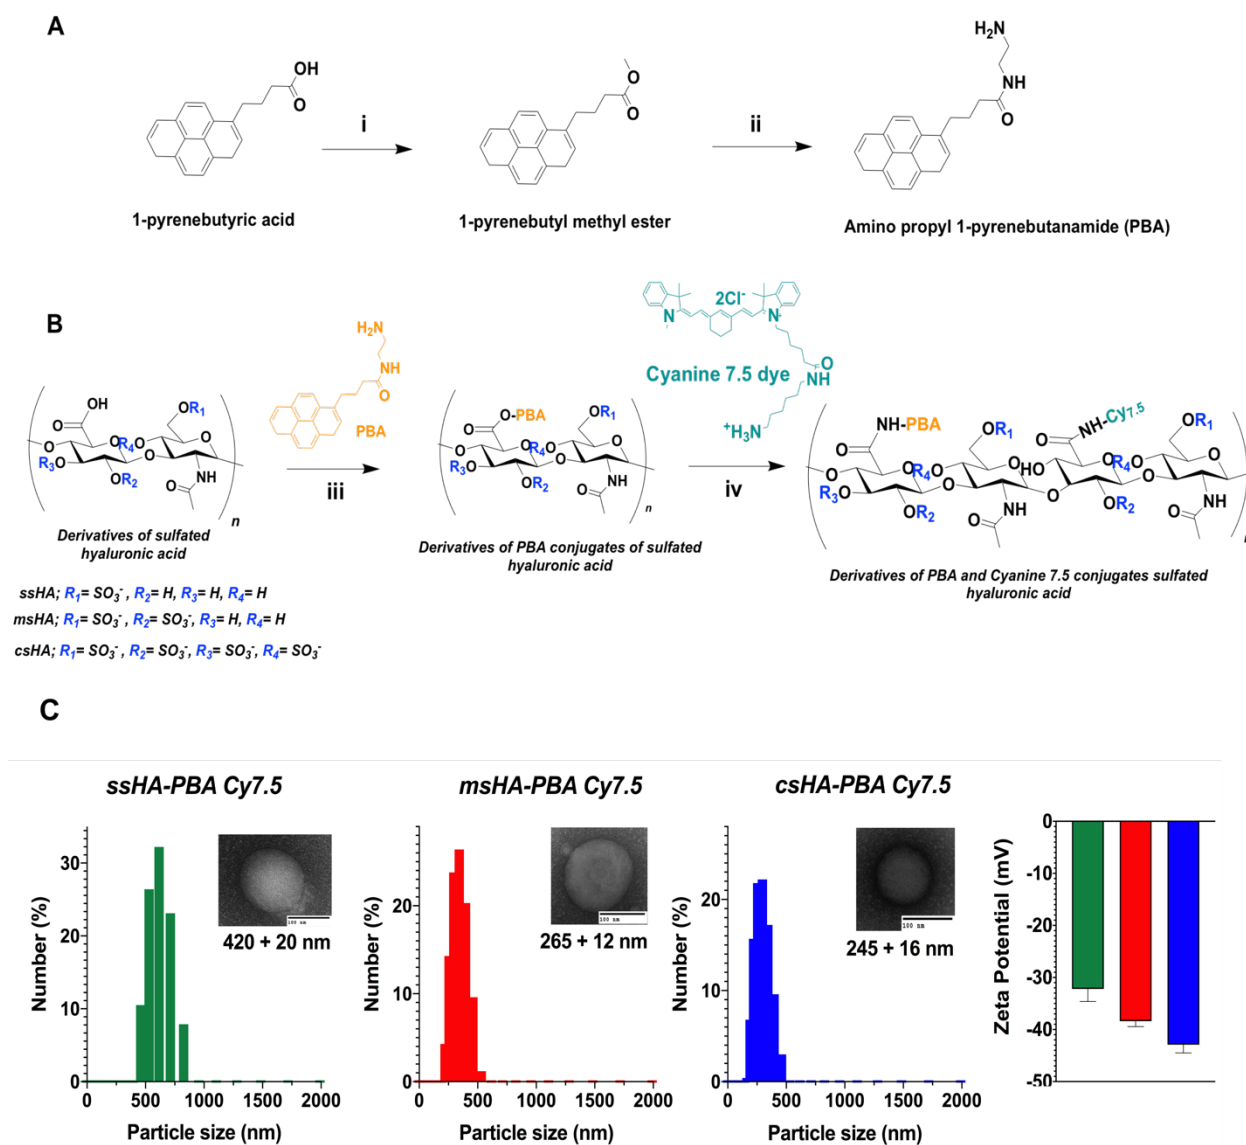 A
OH
O
i
O
O
ii
H₂N
NH
O
1-pyrenebutyric acid
1-pyrenebutyl methyl ester
Amino propyl 1-pyrenebutanamide (PBA)
B
O
OH
OR₁
R₄
O
O
O
R₃O
OR₂
O
NH
O
n
Derivatives of sulfated
hyaluronic acid
H₂N
NH
O
PBA
iii
O
O-PBA
OR₁
R₄
O
O
O
R₃O
OR₂
O
NH
O
n
Derivatives of PBA conjugates of sulfated
hyaluronic acid
2Cl⁻
N
N⁺
O
NH
Cyanine 7.5 dye
⁺H₃N
iv
O
NH-PBA
OR₁
O
NH-Cy7.5
OR₁
R₄
HO
R₄
R₃O
OR₂
NH
O
OR₂
O
NH
Derivatives of PBA and Cyanine 7.5 conjugates sulfated
hyaluronic acid
ssHA; R₁= SO₃⁻, R₂= H, R₃= H, R₄= H
msHA; R₁= SO₃⁻, R₂= SO₃⁻, R₃= H, R₄= H
csHA; R₁= SO₃⁻, R₂= SO₃⁻, R₃= SO₃⁻, R₄= SO₃⁻
C
ssHA-PBA Cy7.5
Number (%)
30
20
10
0
0 500 1000 1500 2000
Particle size (nm)
100 nm
420 + 20 nm
msHA-PBA Cy7.5
Number (%)
20
10
0
0 500 1000 1500 2000
Particle size (nm)
100 nm
265 + 12 nm
csHA-PBA Cy7.5
Number (%)
20
10
0
0 500 1000 1500 2000
Particle size (nm)
100 nm
245 + 16 nm
Zeta Potential (mV)
0
-10
-20
-30
-40
-50